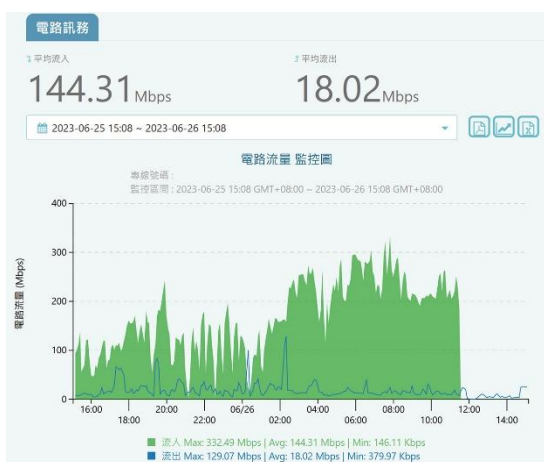 電路訊務
平均流入
平均流出
144.31 Mbps
18.02 Mbps
2023-06-25 15:08 ~ 2023-06-26 15:08
電路流量 監控圖
專線號碼 :
監控區間 : 2023-06-25 15:08 GMT+08:00 ~ 2023-06-26 15:08 GMT+08:00
電路流量 (Mbps)
400
300
200
100
0
16:00
18:00
20:00
22:00
06/26
02:00
04:00
06:00
08:00
10:00
12:00
14:00
流入 Max: 332.49 Mbps | Avg: 144.31 Mbps | Min: 146.11 Kbps
流出 Max: 129.07 Mbps | Avg: 18.02 Mbps | Min: 379.97 Kbps